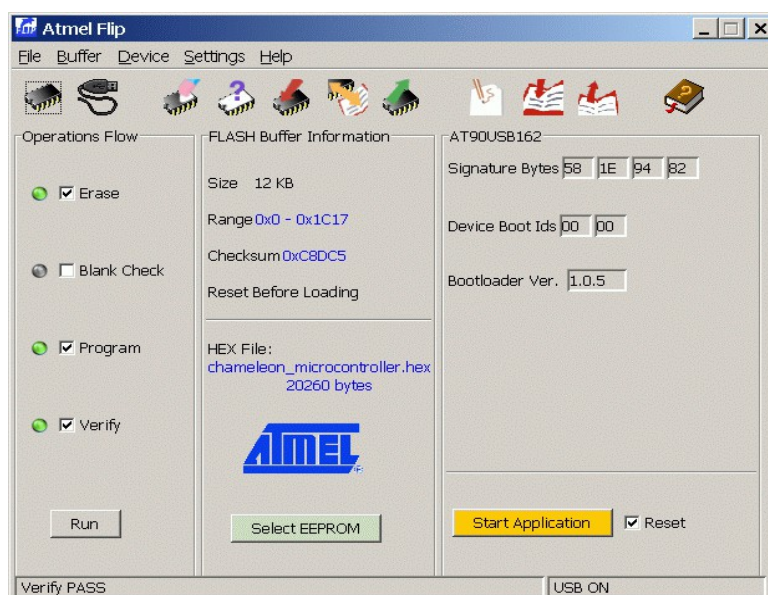 Atmel Flip
File Buffer Device Settings Help
Operations Flow
Erase
Blank Check
Program
Verify
Run
FLASH Buffer Information
Size 12 KB
Range 0x0 - 0x1C17
Checksum 0xC8DC5
Reset Before Loading
HEX File:
chameleon_microcontroller.hex
20260 bytes
ATMEL
Select EEPROM
AT90USB162
Signature Bytes 58 1E 94 82
Device Boot Ids 00 00
Bootloader Ver. 1.0.5
Start Application Reset
Verify PASS USB ON